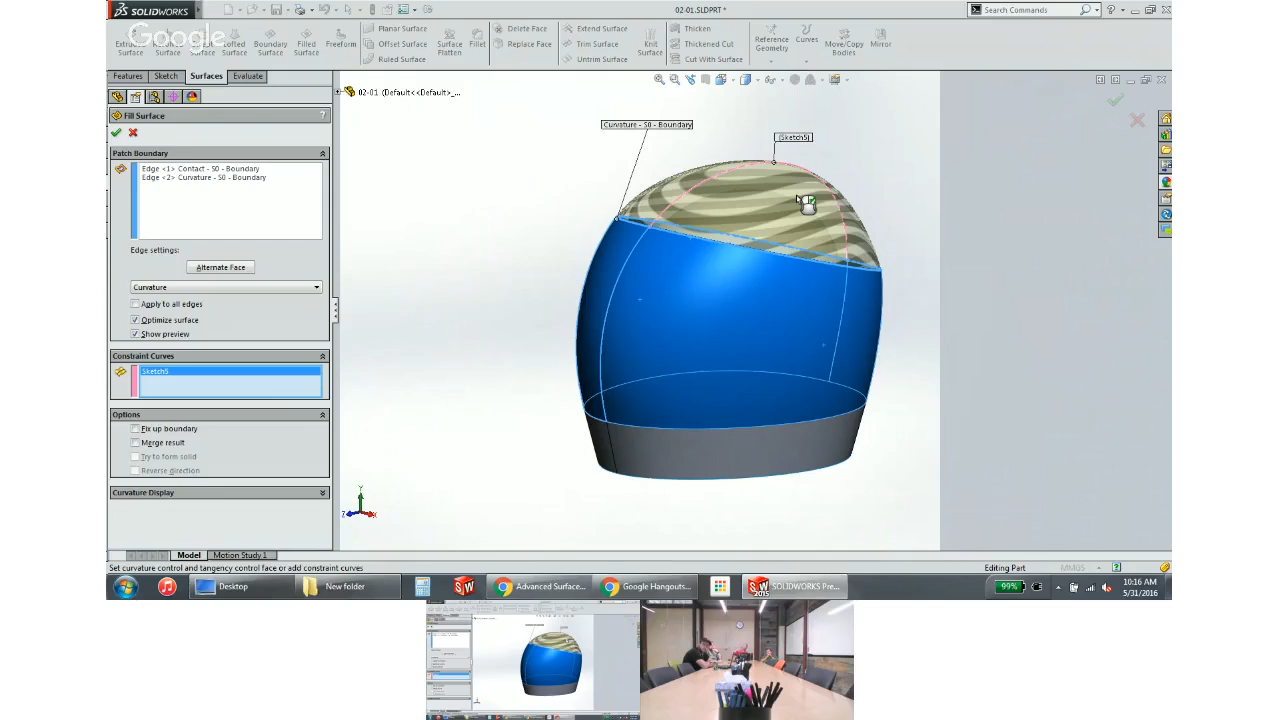 SOLIDWORKS
02-01.SLDPRT *
Search Commands
Google
Extruded Surface
Revolved Surface
Lofted Surface
Boundary Surface
Filled Surface
Freeform
Planar Surface
Offset Surface
Ruled Surface
Surface Flatten
Fillet
Delete Face
Replace Face
Extend Surface
Trim Surface
Untrim Surface
Knit Surface
Thicken
Thickened Cut
Cut With Surface
Reference Geometry
Curves
Move/Copy Bodies
Mirror
Features
Sketch
Surfaces
Evaluate
02-01 (Default<<Default>_...
Fill Surface
?
Patch Boundary
Edge <1> Contact - S0 - Boundary
Edge <2> Curvature - S0 - Boundary
Edge settings:
Alternate Face
Curvature
Apply to all edges
Optimize surface
Show preview
Constraint Curves
Sketch5
Options
Fix up boundary
Merge result
Try to form solid
Reverse direction
Curvature Display
Curvature - S0 - Boundary
(Sketch5)
Y
Z
X
Model
Motion Study 1
Set curvature control and tangency control face or add constraint curves
Editing Part
MMGS
Desktop
New folder
Advanced Surface...
Google Hangouts...
SOLIDWORKS Pre...
99%
10:16 AM
5/31/2016